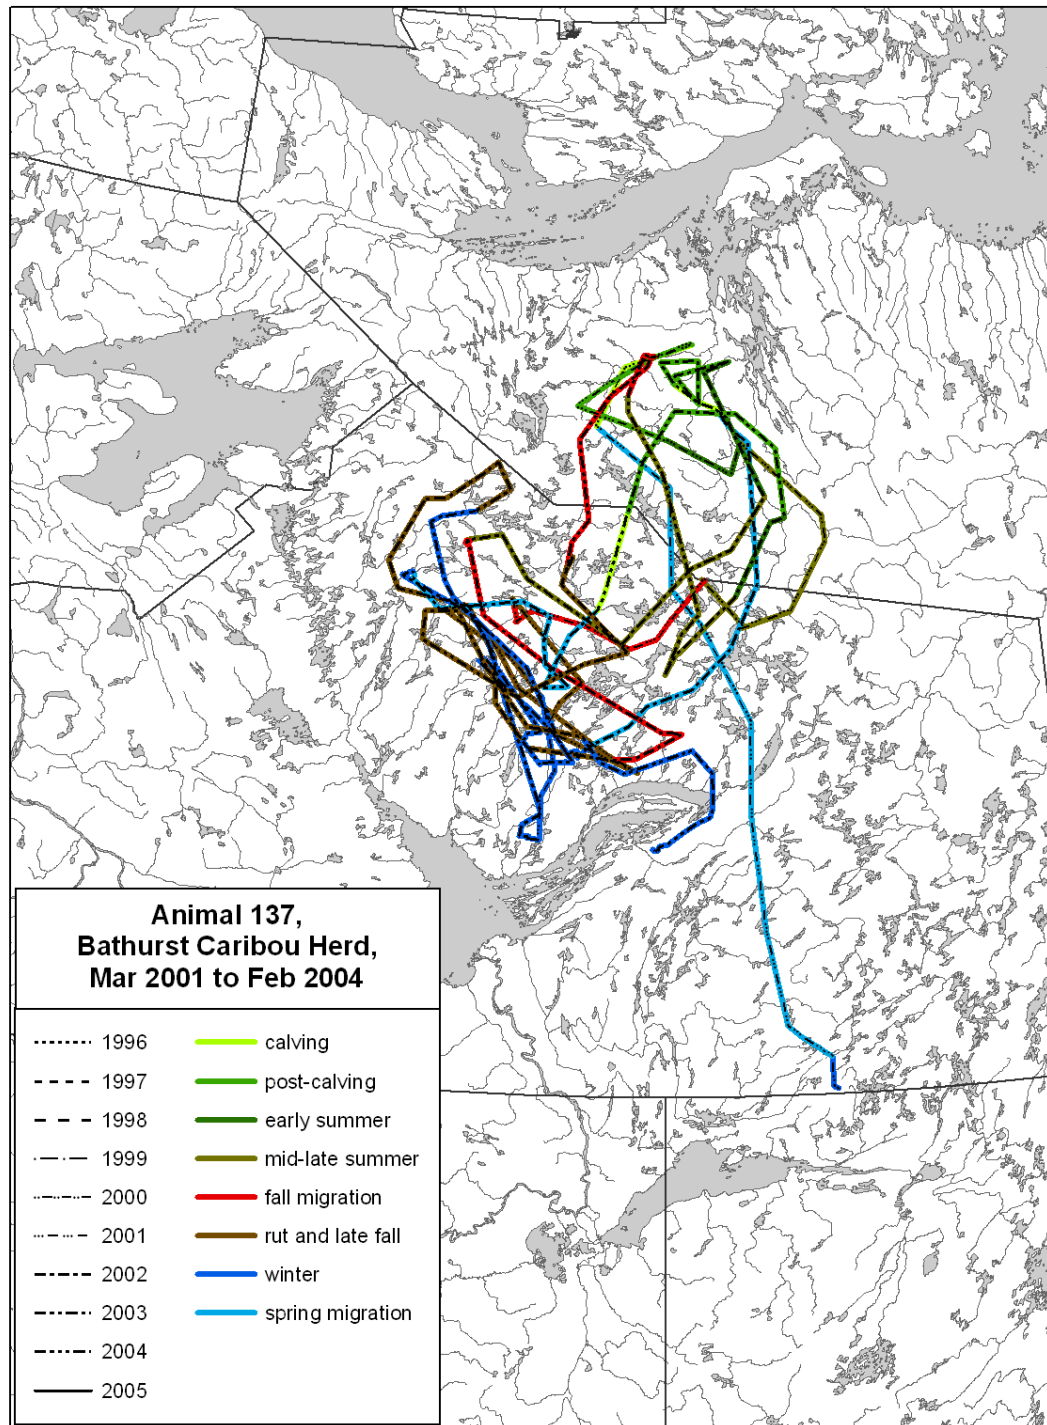 Animal 137,
Bathurst Caribou Herd,
Mar 2001 to Feb 2004
1996
1997
1998
1999
2000
2001
2002
2003
2004
2005
calving
post-calving
early summer
mid-late summer
fall migration
rut and late fall
winter
spring migration